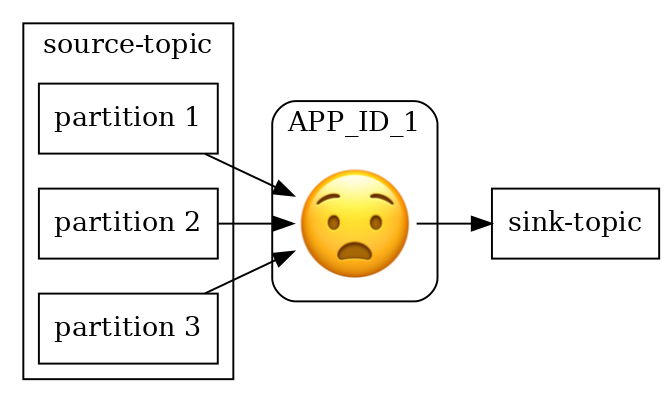 source-topic
partition 1
partition 2
partition 3
APP_ID_1
sink-topic